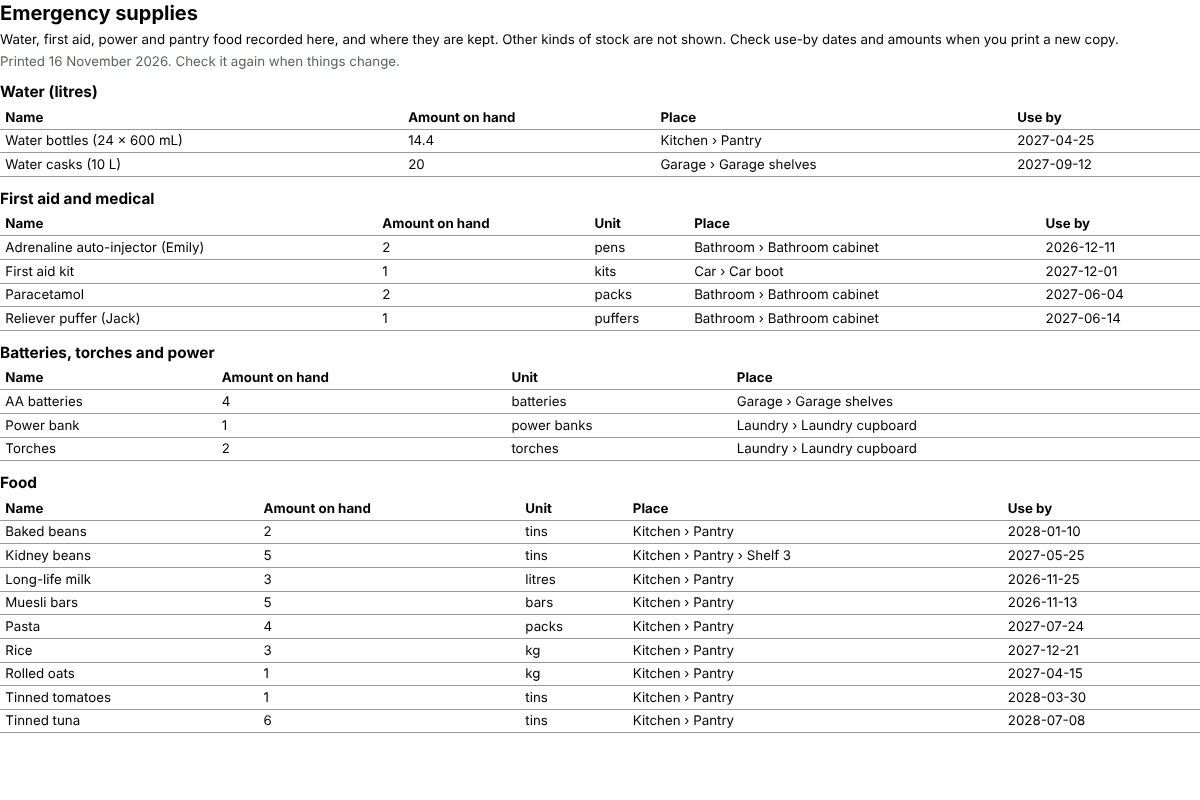 Emergency supplies
Water, first aid, power and pantry food recorded here, and where they are kept. Other kinds of stock are not shown. Check use-by dates and amounts when you print a new copy.
Printed 16 November 2026. Check it again when things change.
Water (litres)
Name Amount on hand Place Use by
Water bottles (24 × 600 mL) 14.4 Kitchen › Pantry 2027-04-25
Water casks (10 L) 20 Garage › Garage shelves 2027-09-12
First aid and medical
Name Amount on hand Unit Place Use by
Adrenaline auto-injector (Emily) 2 pens Bathroom › Bathroom cabinet 2026-12-11
First aid kit 1 kits Car › Car boot 2027-12-01
Paracetamol 2 packs Bathroom › Bathroom cabinet 2027-06-04
Reliever puffer (Jack) 1 puffers Bathroom › Bathroom cabinet 2027-06-14
Batteries, torches and power
Name Amount on hand Unit Place
AA batteries 4 batteries Garage › Garage shelves
Power bank 1 power banks Laundry › Laundry cupboard
Torches 2 torches Laundry › Laundry cupboard
Food
Name Amount on hand Unit Place Use by
Baked beans 2 tins Kitchen › Pantry 2028-01-10
Kidney beans 5 tins Kitchen › Pantry › Shelf 3 2027-05-25
Long-life milk 3 litres Kitchen › Pantry 2026-11-25
Muesli bars 5 bars Kitchen › Pantry 2026-11-13
Pasta 4 packs Kitchen › Pantry 2027-07-24
Rice 3 kg Kitchen › Pantry 2027-12-21
Rolled oats 1 kg Kitchen › Pantry 2027-04-15
Tinned tomatoes 1 tins Kitchen › Pantry 2028-03-30
Tinned tuna 6 tins Kitchen › Pantry 2028-07-08